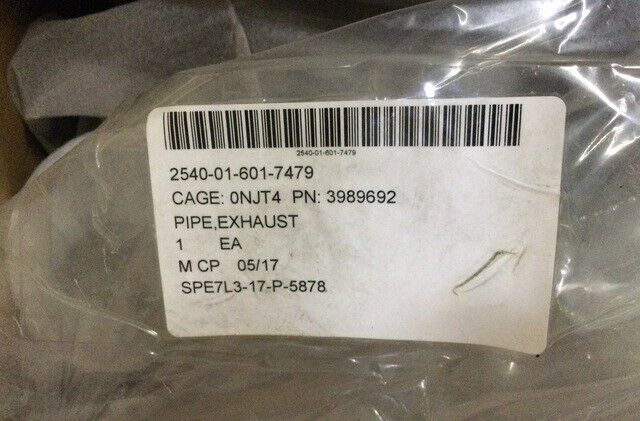 2540-01-601-7479
2540-01-601-7479
CAGE: 0NJT4 PN: 3989692
PIPE,EXHAUST
1 EA
M CP 05/17
SPE7L3-17-P-5878